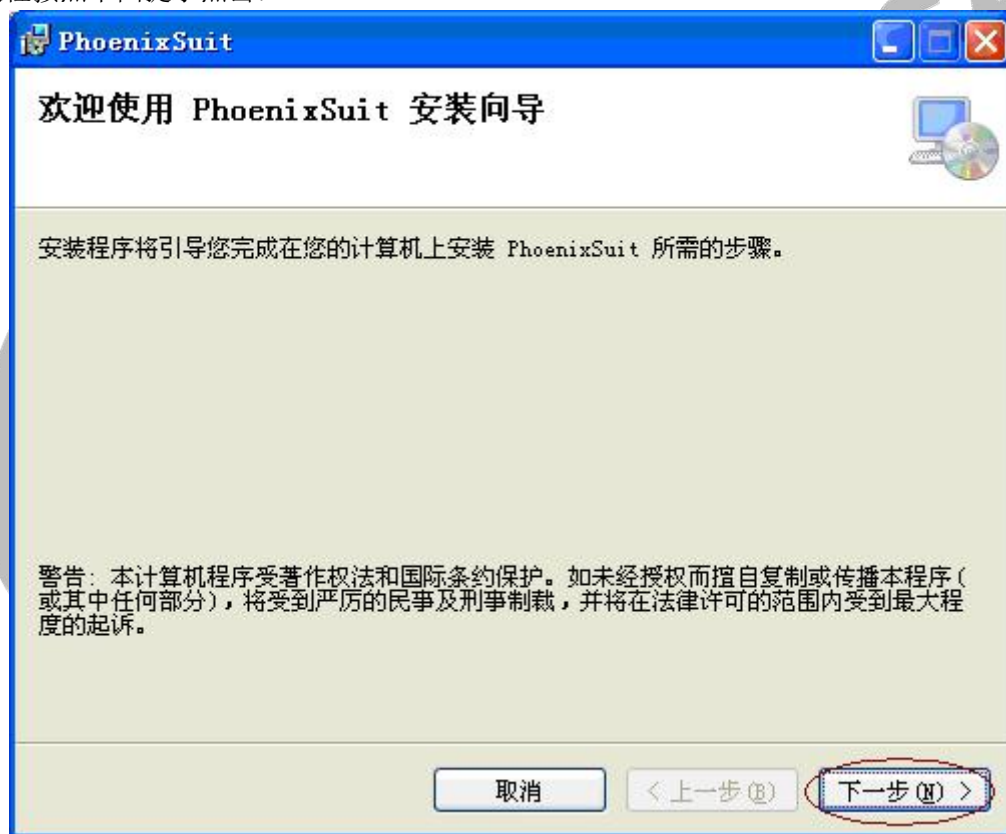 PhoenixSuit
欢迎使用 PhoenixSuit 安装向导
安装程序将引导您完成在您的计算机上安装 PhoenixSuit 所需的步骤。
警告: 本计算机程序受著作权法和国际条约保护。如未经授权而擅自复制或传播本程序(
或其中任何部分)，将受到严厉的民事及刑事制裁，并将在法律许可的范围内受到最大程
度的起诉。
取消
< 上一步(B)
下一步(N) >